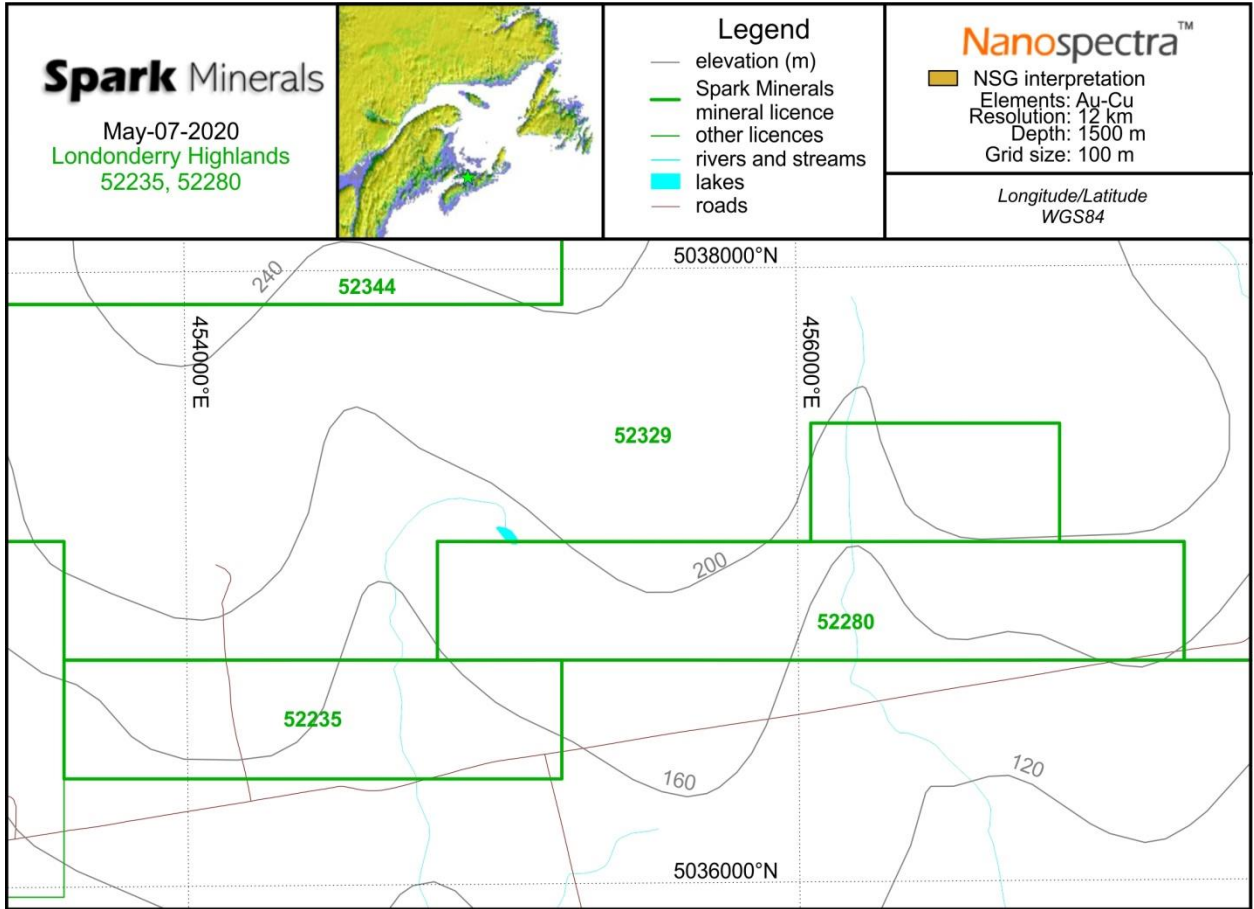 Spark Minerals
May-07-2020
Londonderry Highlands
52235, 52280
Legend
elevation (m)
Spark Minerals
mineral licence
other licences
rivers and streams
lakes
roads
Nanospectra™
NSG interpretation
Elements: Au-Cu
Resolution: 12 km
Depth: 1500 m
Grid size: 100 m
Longitude/Latitude
WGS84
5038000°N
240
52344
454000°E
456000°E
52329
200
52280
52235
160
120
5036000°N